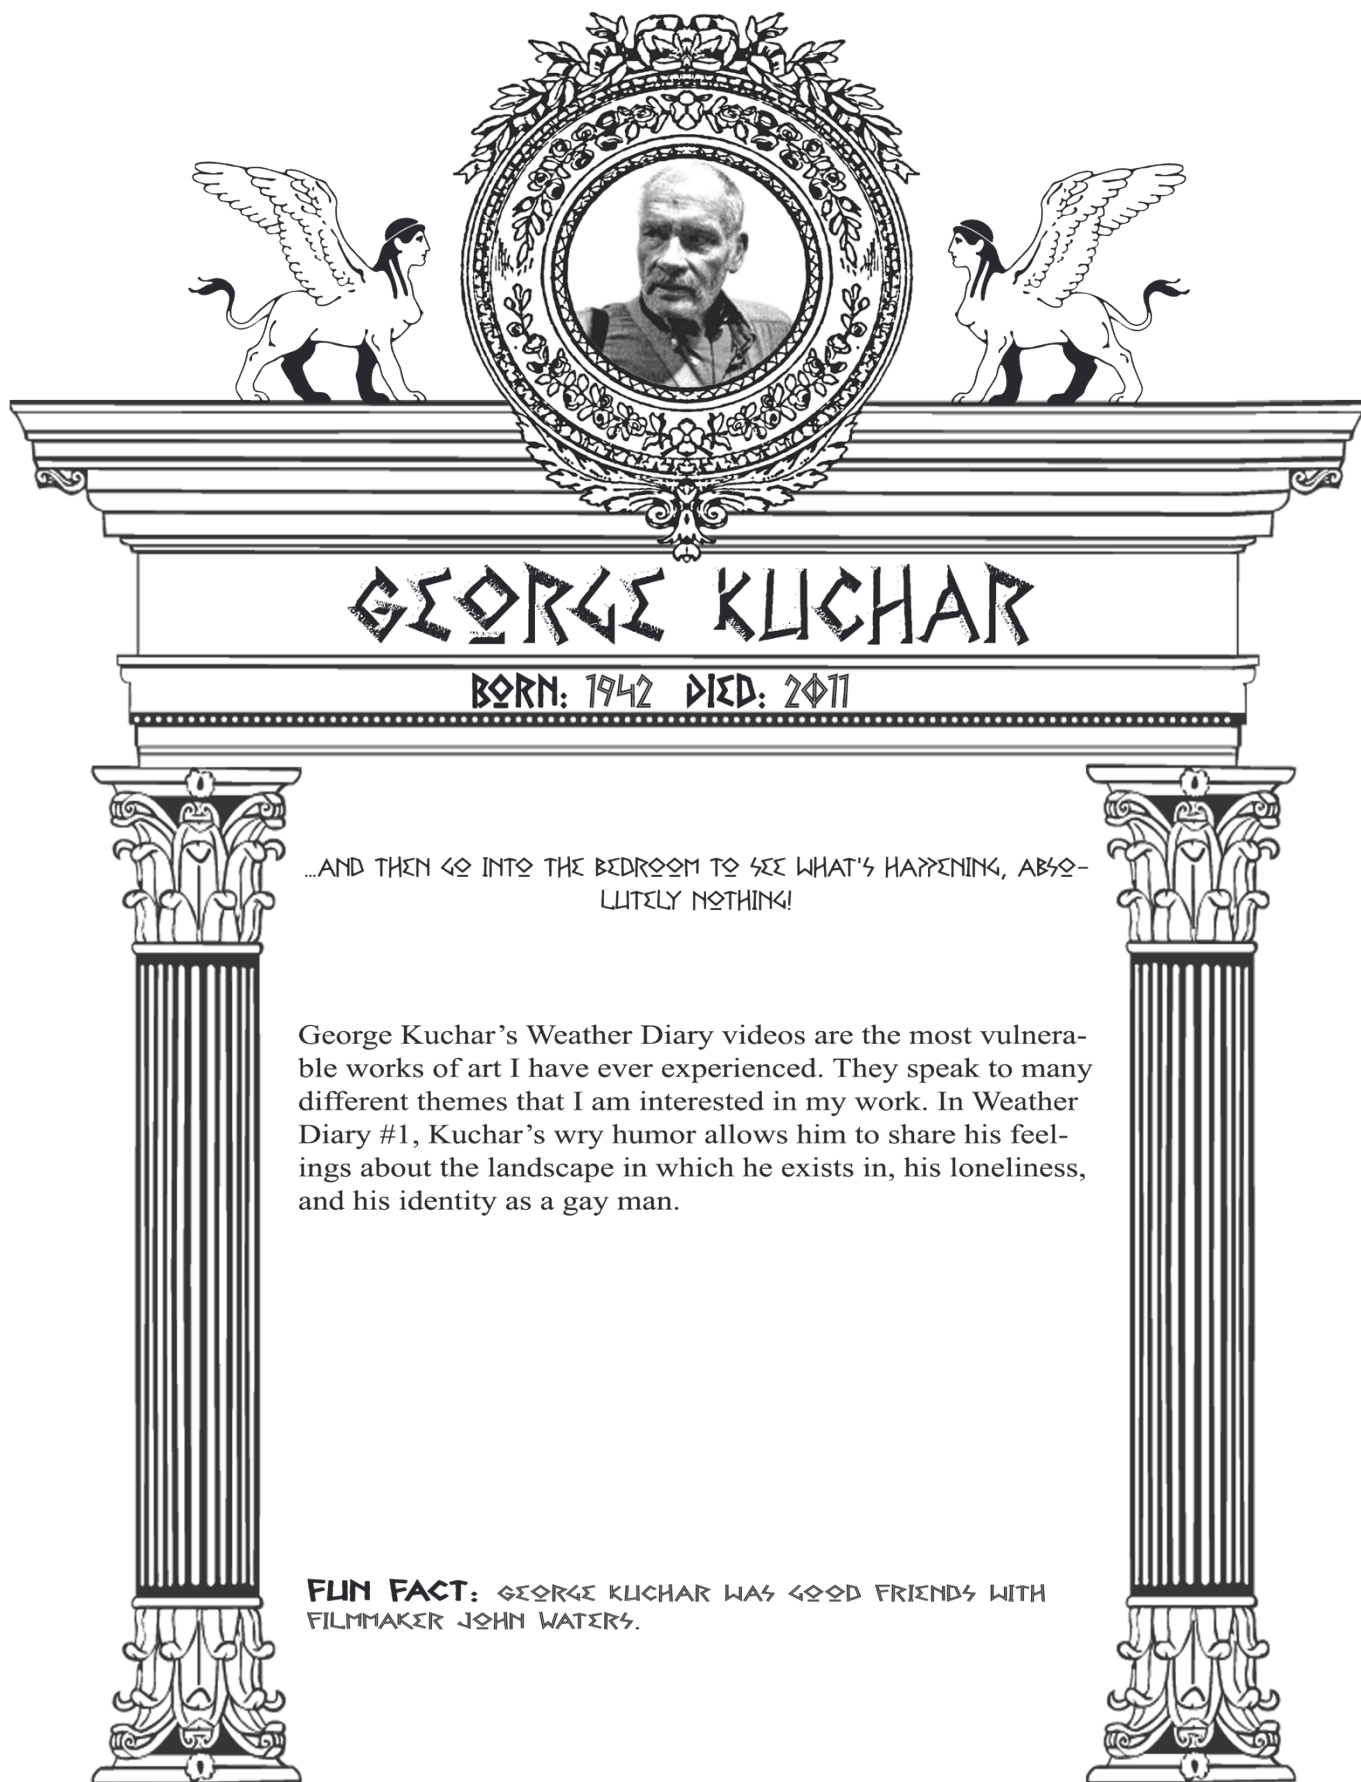 GEORGE KUCHAR
BORN: 1942 DIED: 2011
...AND THEN GO INTO THE BEDROOM TO SEE WHAT'S HAPPENING, ABSO-
LUTELY NOTHING!
George Kuchar’s Weather Diary videos are the most vulnera-
ble works of art I have ever experienced. They speak to many
different themes that I am interested in my work. In Weather
Diary #1, Kuchar’s wry humor allows him to share his feel-
ings about the landscape in which he exists in, his loneliness,
and his identity as a gay man.
FUN FACT: GEORGE KUCHAR WAS GOOD FRIENDS WITH
FILMMAKER JOHN WATERS.